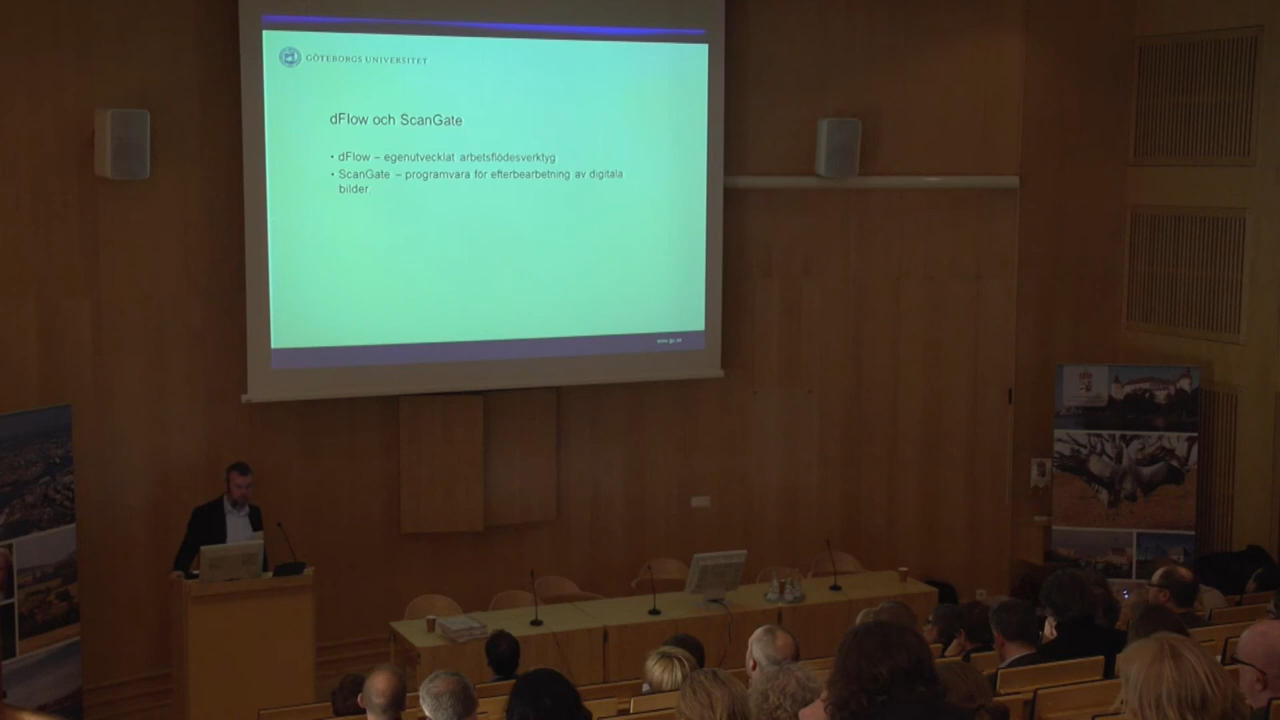 GÖTEBORGS UNIVERSITET
dFlow och ScanGate
• dFlow – egenutvecklat arbetsflödesverktyg
• ScanGate – programvara för efterbearbetning av digitala
bilder.
www.gu.se